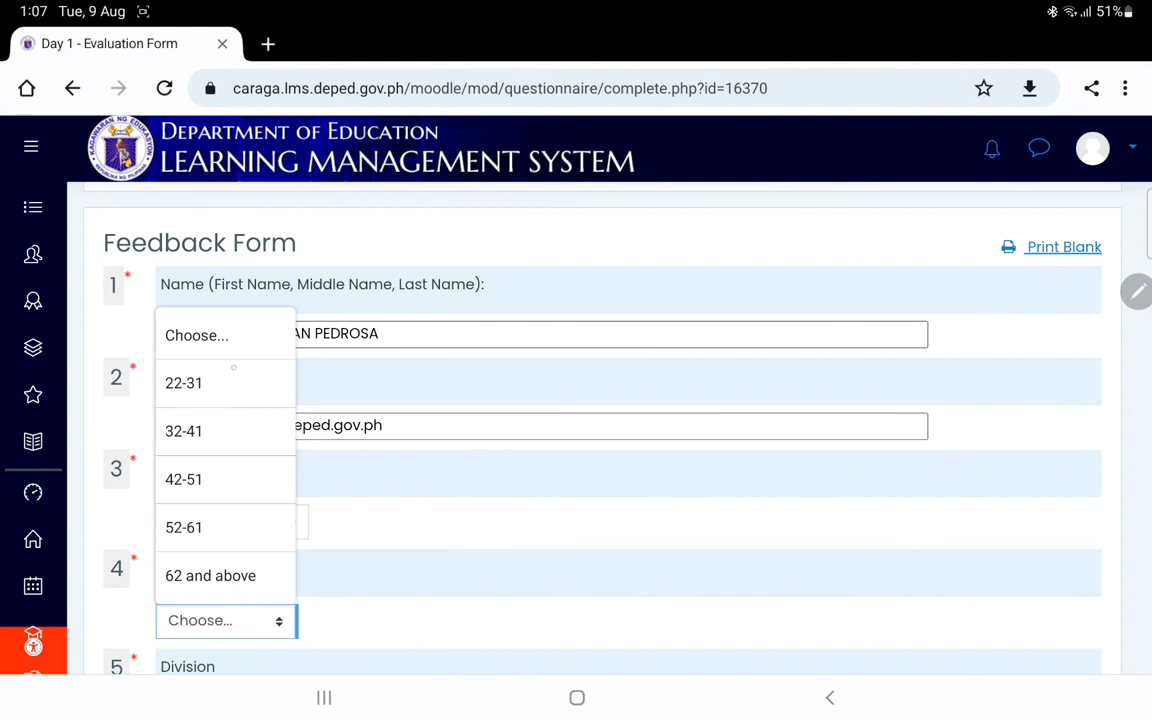 1:07 Tue, 9 Aug
51%
Day 1 - Evaluation Form
caraga.lms.deped.gov.ph/moodle/mod/questionnaire/complete.php?id=16370
KAGAWARAN NG EDUKASYON
DEPARTMENT OF EDUCATION
LEARNING MANAGEMENT SYSTEM
Feedback Form
Print Blank
1* Name (First Name, Middle Name, Last Name):
AN PEDROSA
2*
eped.gov.ph
3*
4*
Choose...
22-31
32-41
42-51
52-61
62 and above
Choose...
5* Division